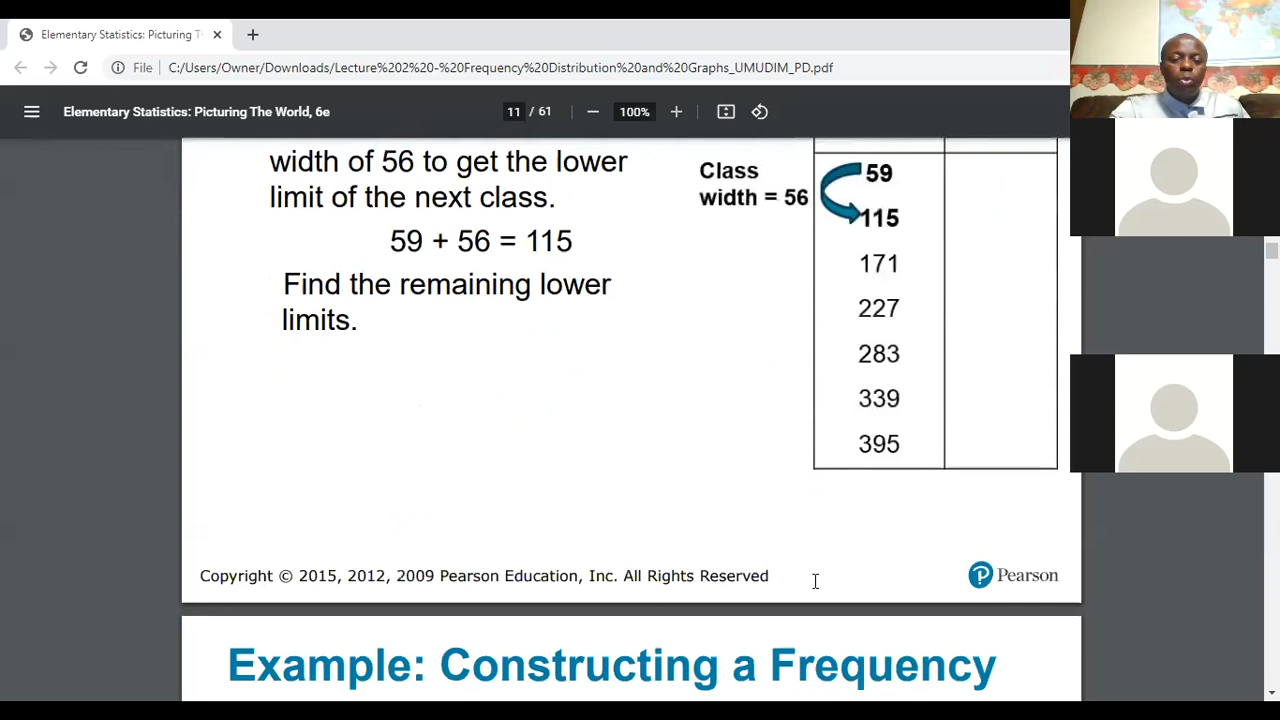 Elementary Statistics: Picturing T
File C:/Users/Owner/Downloads/Lecture%202%20-%20Frequency%20Distribution%20and%20Graphs_UMUDIM_PD.pdf
Elementary Statistics: Picturing The World, 6e
11 / 61
100%
width of 56 to get the lower
limit of the next class.
59 + 56 = 115
Find the remaining lower
limits.
Class
width = 56
59
115
171
227
283
339
395
Copyright © 2015, 2012, 2009 Pearson Education, Inc. All Rights Reserved
Pearson
Example: Constructing a Frequency